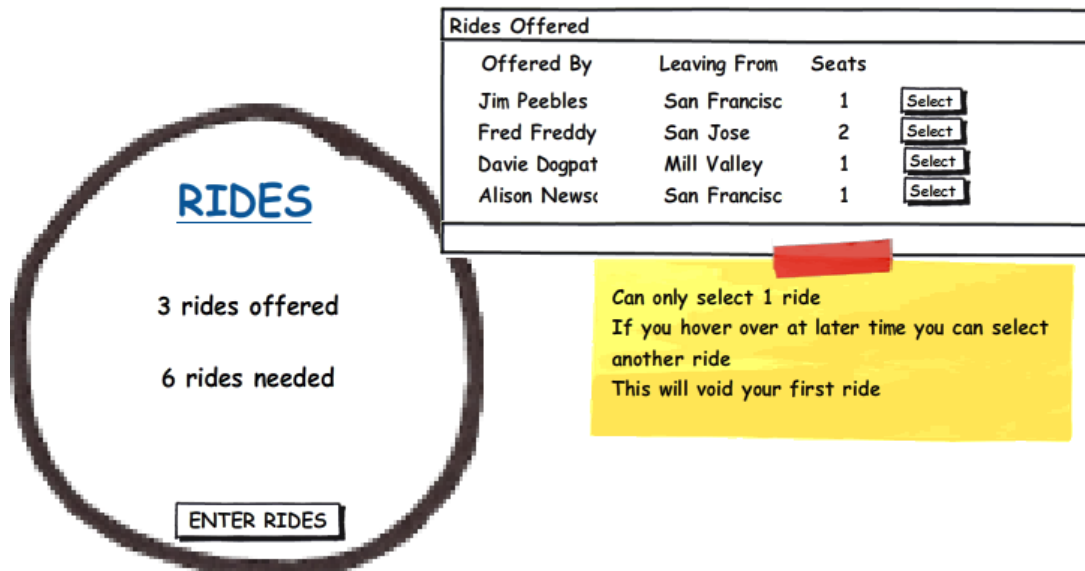 Rides Offered
Offered By Leaving From Seats
Jim Peebles San Francisc 1 Select
Fred Freddy San Jose 2 Select
Davie Dogpat Mill Valley 1 Select
Alison Newsc San Francisc 1 Select
RIDES
3 rides offered
6 rides needed
ENTER RIDES
Can only select 1 ride
If you hover over at later time you can select
another ride
This will void your first ride